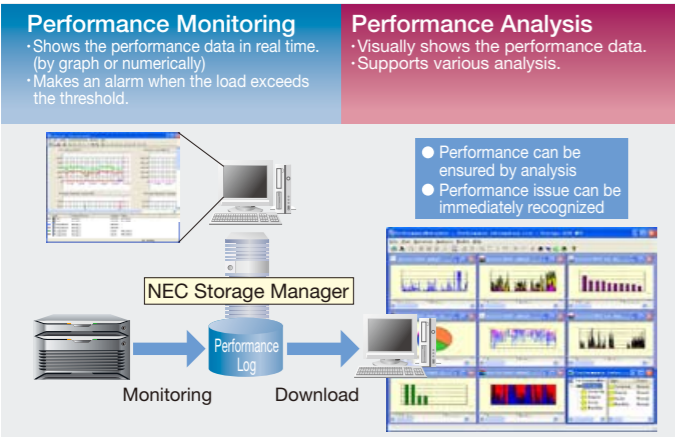 Performance Monitoring
・Shows the performance data in real time.
(by graph or numerically)
・Makes an alarm when the load exceeds
the threshold.
Performance Analysis
・Visually shows the performance data.
・Supports various analysis.
● Performance can be
ensured by analysis
● Performance issue can be
immediately recognized
NEC Storage Manager
Performance
Log
Monitoring
Download